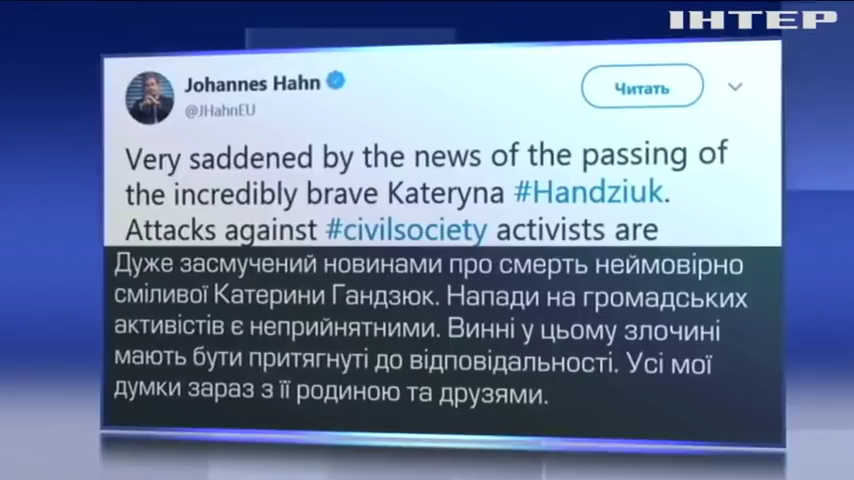 ІНТЕР
Johannes Hahn
@JHahnEU
Читать
Very saddened by the news of the passing of
the incredibly brave Kateryna #Handziuk.
Attacks against #civilsociety activists are
Дуже засмучений новинами про смерть неймовірно
сміливої Катерини Гандзюк. Напади на громадських
активістів є неприйнятними. Винні у цьому злочині
мають бути притягнуті до відповідальності. Усі мої
думки зараз з її родиною та друзями.